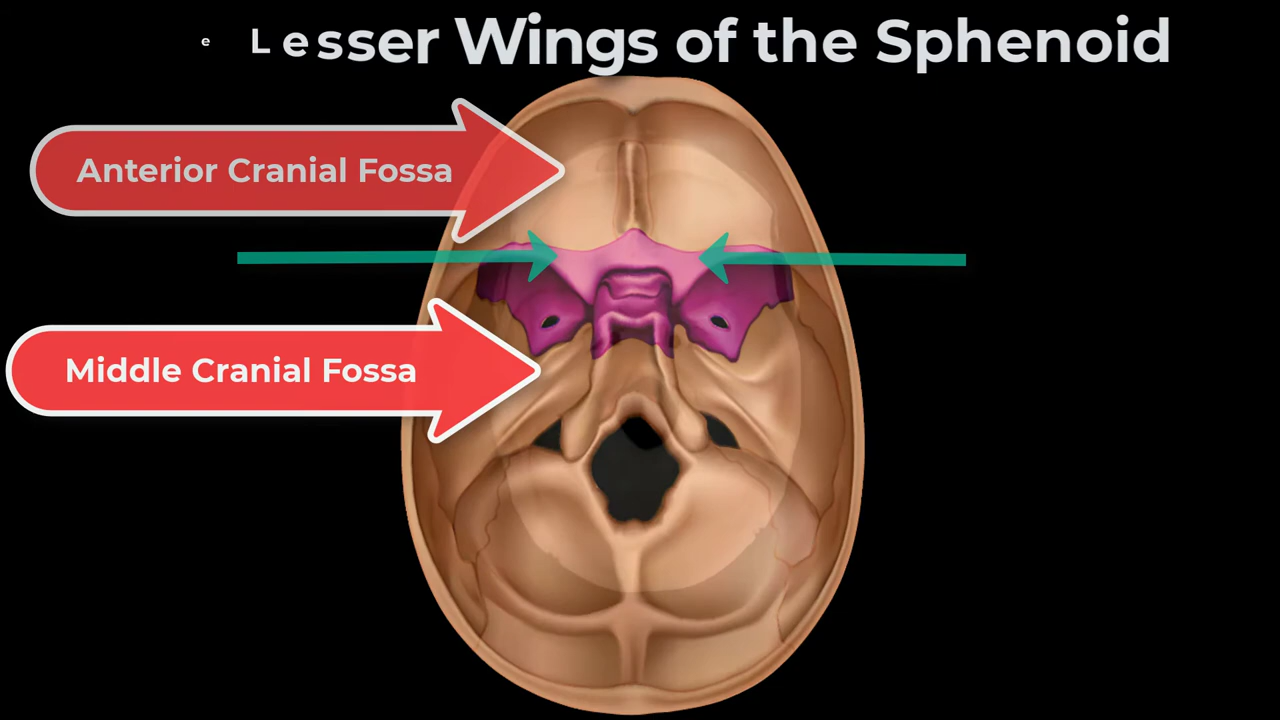 e Lesser Wings of the Sphenoid
Anterior Cranial Fossa
Middle Cranial Fossa